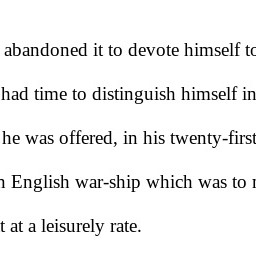 abandoned it to devote himself to
had time to distinguish himself in
he was offered, in his twenty-first
English war-ship which was to
at a leisurely rate.